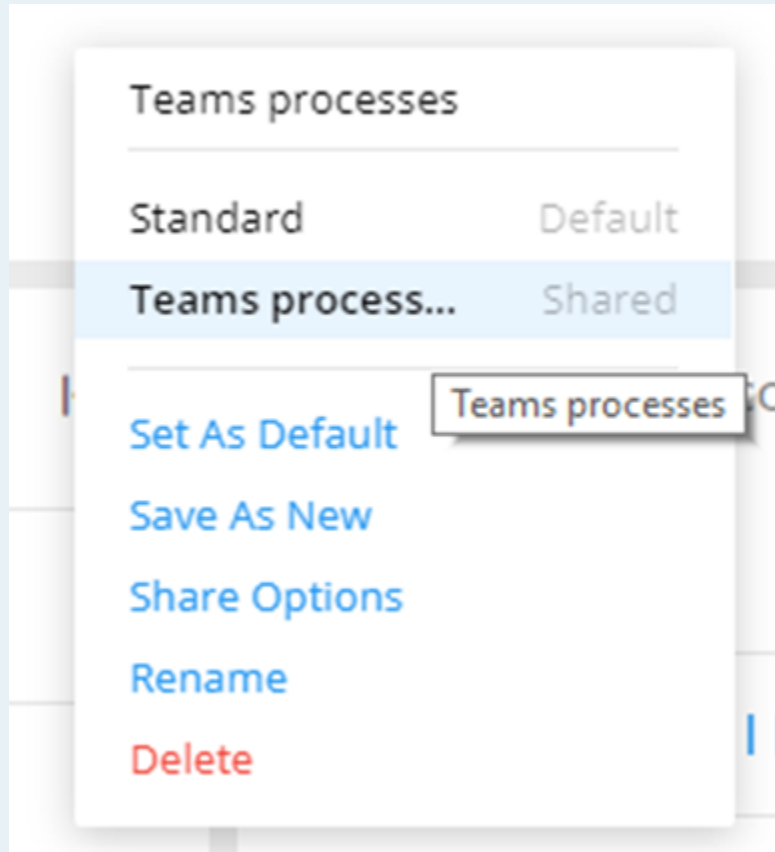 Teams processes
Standard Default
Teams process... Shared
Teams processes
Set As Default
Save As New
Share Options
Rename
Delete